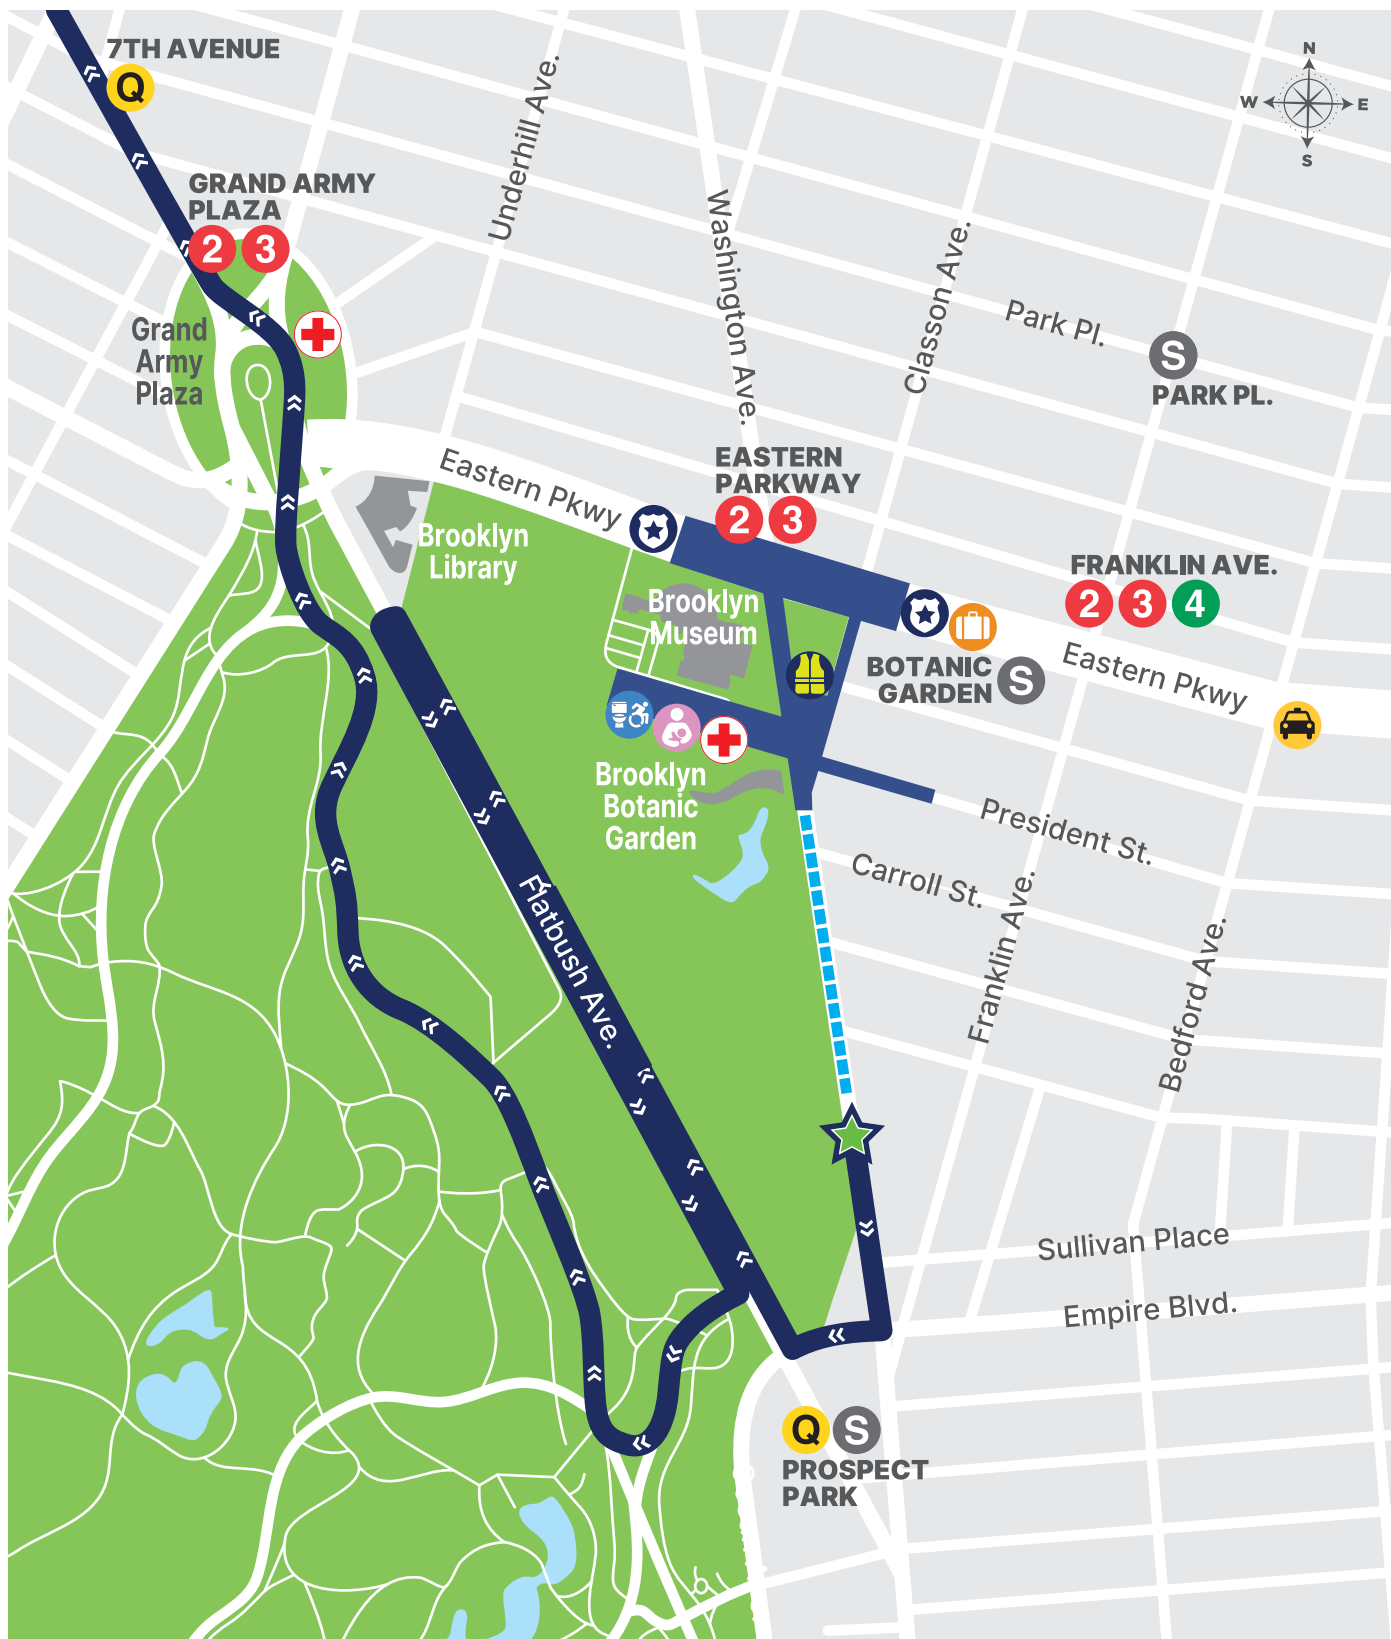 7TH AVENUE
Q
N
W
E
S
GRAND ARMY
PLAZA
2 3
Underhill Ave.
Washington Ave.
Classon Ave.
Park Pl.
S
PARK PL.
Grand
Army
Plaza
Eastern Pkwy
EASTERN
PARKWAY
2 3
Brooklyn
Library
FRANKLIN AVE.
2 3 4
Brooklyn
Museum
BOTANIC
GARDEN
S
Eastern Pkwy
Brooklyn
Botanic
Garden
President St.
Carroll St.
Flatbush Ave.
Franklin Ave.
Bedford Ave.
Sullivan Place
Empire Blvd.
Q S
PROSPECT
PARK